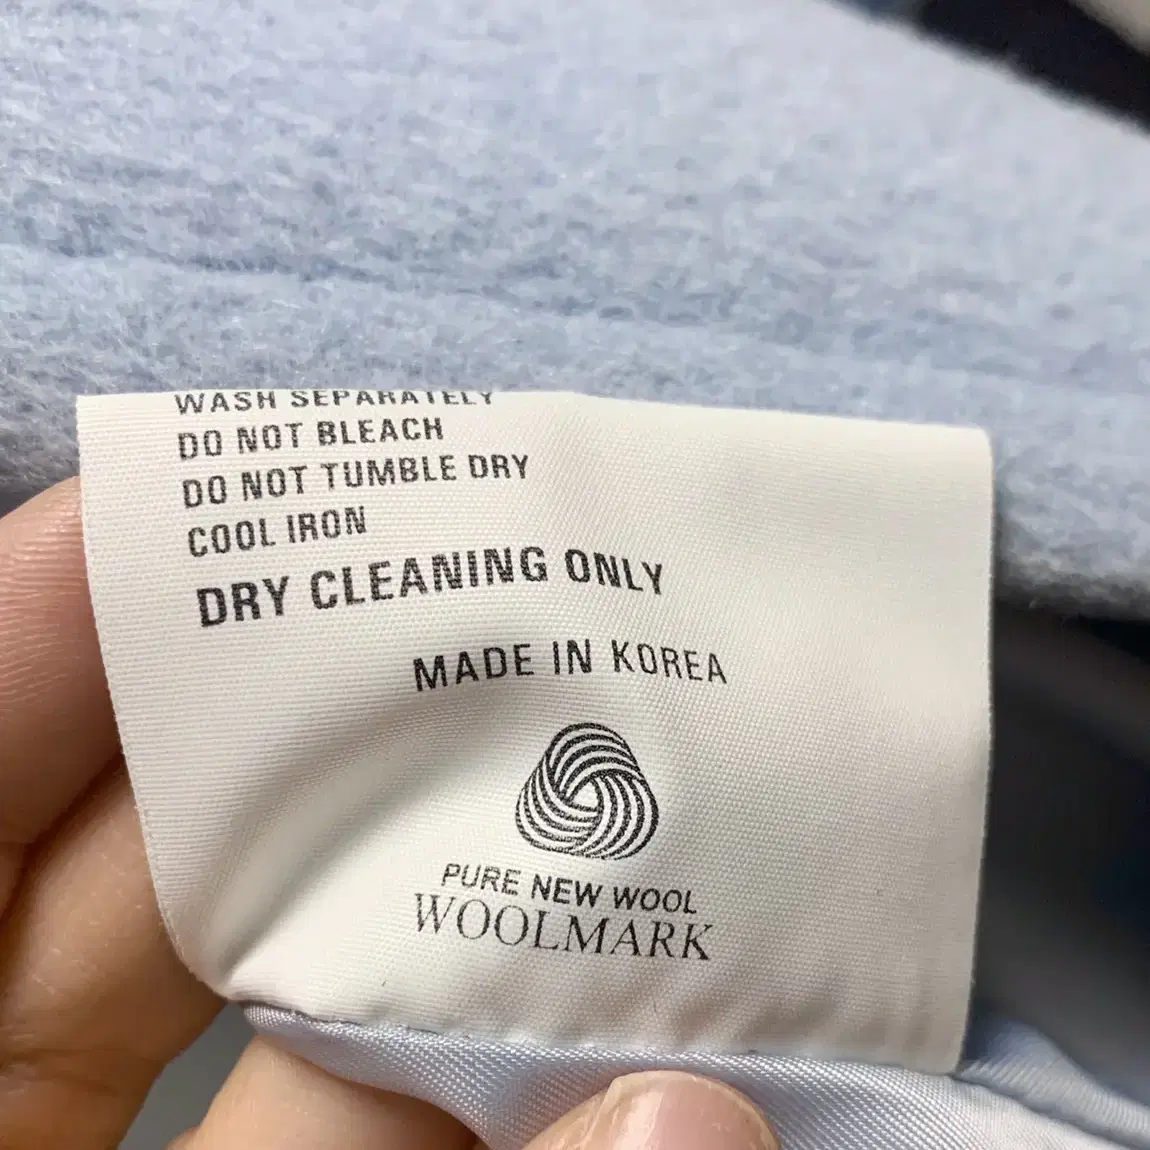 WASH SEPARATELY
DO NOT BLEACH
DO NOT TUMBLE DRY
COOL IRON
DRY CLEANING ONLY
MADE IN KOREA
PURE NEW WOOL
WOOLMARK